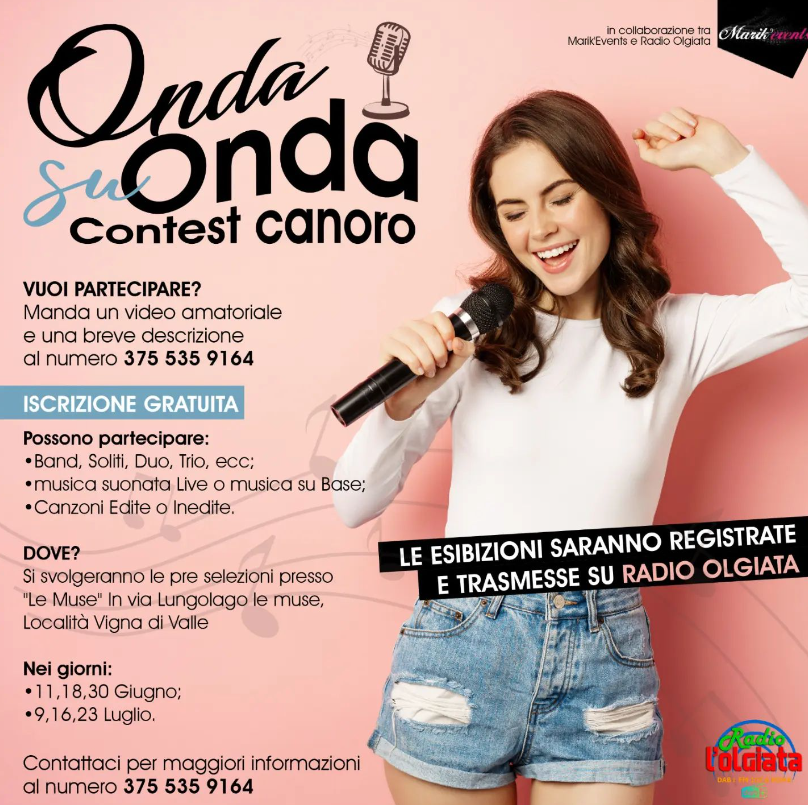 in collaborazione tra
Marik'Events e Radio Olgiata
Marik'events
Onda
su onda
Contest canoro
VUOI PARTECIPARE?
Manda un video amatoriale
e una breve descrizione
al numero 375 535 9164
ISCRIZIONE GRATUITA
Possono partecipare:
•Band, Soliti, Duo, Trio, ecc;
•musica suonata Live o musica su Base;
•Canzoni Edite o Inedite.
LE ESIBIZIONI SARANNO REGISTRATE
E TRASMESSE SU RADIO OLGIATA
DOVE?
Si svolgeranno le pre selezioni presso
"Le Muse" In via Lungolago le muse,
Località Vigna di Valle
Nei giorni:
•11,18,30 Giugno;
•9,16,23 Luglio.
Contattaci per maggiori informazioni
al numero 375 535 9164
Radio
l'olgiata